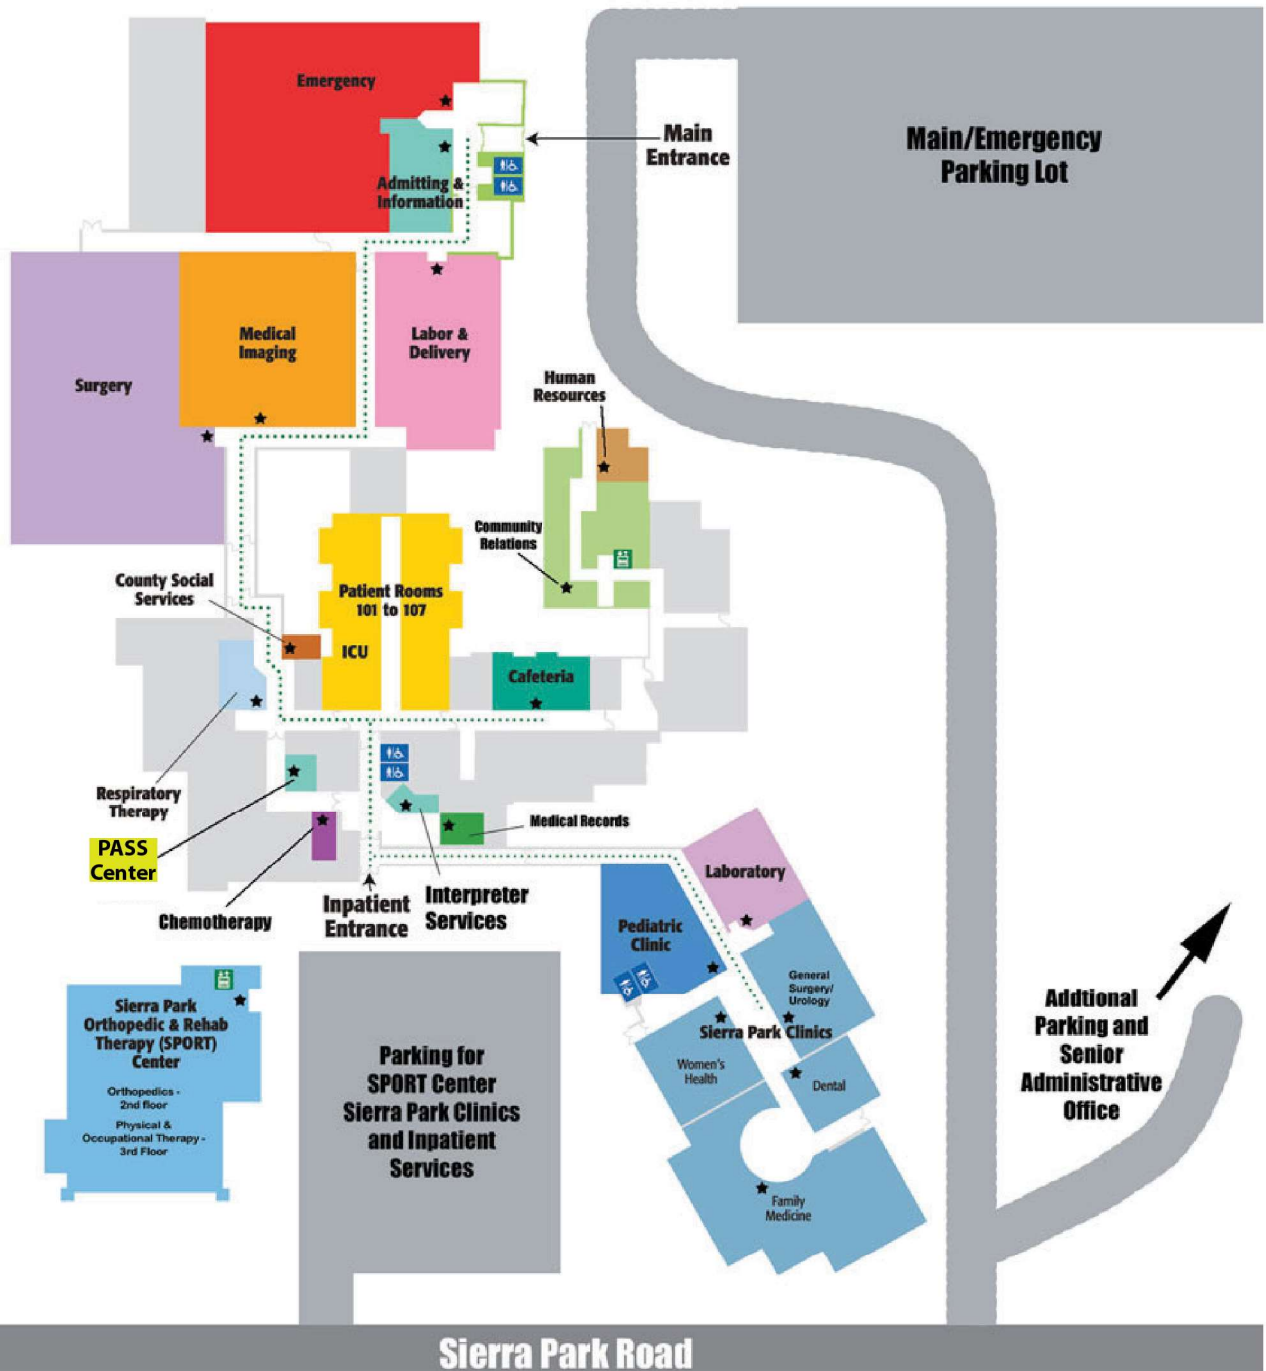 Emergency
Main
Entrance
Main/Emergency
Parking Lot
Admitting &
Information
Medical
Imaging
Labor &
Delivery
Surgery
Human
Resources
Community
Relations
County Social
Services
Patient Rooms
101 to 107
ICU
Cafeteria
Respiratory
Therapy
PASS
Center
Medical Records
Chemotherapy
Inpatient
Entrance
Interpreter
Services
Laboratory
Pediatric
Clinic
General
Surgery/
Urology
Sierra Park Clinics
Women's
Health
Dental
Family
Medicine
Sierra Park
Orthopedic & Rehab
Therapy (SPORT)
Center
Orthopedics -
2nd floor
Physical &
Occupational Therapy -
3rd Floor
Parking for
SPORT Center
Sierra Park Clinics
and Inpatient
Services
Addtional
Parking and
Senior
Administrative
Office
Sierra Park Road